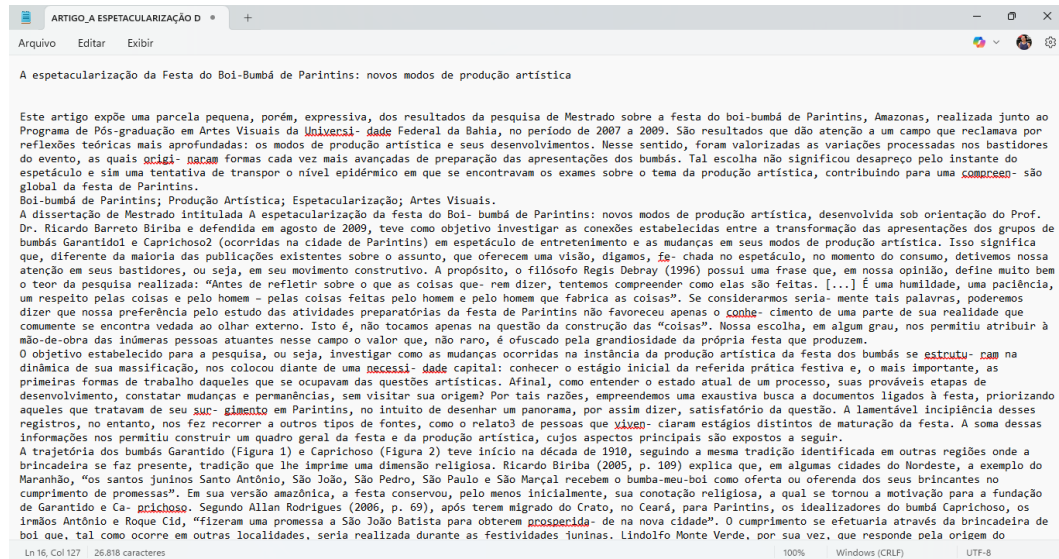 ARTIGO_A ESPETACULARIZAÇÃO D
Arquivo Editar Exibir
A espetacularização da Festa do Boi-Bumbá de Parintins: novos modos de produção artística
Este artigo expõe uma parcela pequena, porém, expressiva, dos resultados da pesquisa de Mestrado sobre a festa do boi-bumbá de Parintins, Amazonas, realizada junto ao
Programa de Pós-graduação em Artes Visuais da Universi- dade Federal da Bahia, no período de 2007 a 2009. São resultados que dão atenção a um campo que reclamava por
reflexões teóricas mais aprofundadas: os modos de produção artística e seus desenvolvimentos. Nesse sentido, foram valorizadas as variações processadas nos bastidores
do evento, as quais origi- naram formas cada vez mais avançadas de preparação das apresentações dos bumbás. Tal escolha não significou desapreço pelo instante do
espetáculo e sim uma tentativa de transpor o nível epidérmico em que se encontravam os exames sobre o tema da produção artística, contribuindo para uma compreen- são
global da festa de Parintins.
Boi-bumbá de Parintins; Produção Artística; Espetacularização; Artes Visuais.
A dissertação de Mestrado intitulada A espetacularização da festa do Boi- bumbá de Parintins: novos modos de produção artística, desenvolvida sob orientação do Prof.
Dr. Ricardo Barreto Biriba e defendida em agosto de 2009, teve como objetivo investigar as conexões estabelecidas entre a transformação das apresentações dos grupos de
bumbás Garantido1 e Caprichoso2 (ocorridas na cidade de Parintins) em espetáculo de entretenimento e as mudanças em seus modos de produção artística. Isso significa
que, diferente da maioria das publicações existentes sobre o assunto, que oferecem uma visão, digamos, fe- chada no espetáculo, no momento do consumo, detivemos nossa
atenção em seus bastidores, ou seja, em seu movimento construtivo. A propósito, o filósofo Regis Debray (1996) possui uma frase que, em nossa opinião, define muito bem
o teor da pesquisa realizada: “Antes de refletir sobre o que as coisas que- rem dizer, tentemos compreender como elas são feitas. [...] É uma humildade, uma paciência,
um respeito pelas coisas e pelo homem – pelas coisas feitas pelo homem e pelo homem que fabrica as coisas”. Se considerarmos seria- mente tais palavras, poderemos
dizer que nossa preferência pelo estudo das atividades preparatórias da festa de Parintins não favoreceu apenas o conhe- cimento de uma parte de sua realidade que
comumente se encontra vedada ao olhar externo. Isto é, não tocamos apenas na questão da construção das “coisas”. Nossa escolha, em algum grau, nos permitiu atribuir à
mão-de-obra das inúmeras pessoas atuantes nesse campo o valor que, não raro, é ofuscado pela grandiosidade da própria festa que produzem.
O objetivo estabelecido para a pesquisa, ou seja, investigar como as mudanças ocorridas na instância da produção artística da festa dos bumbás se estrutu- ram na
dinâmica de sua massificação, nos colocou diante de uma necessi- dade capital: conhecer o estágio inicial da referida prática festiva e, o mais importante, as
primeiras formas de trabalho daqueles que se ocupavam das questões artísticas. Afinal, como entender o estado atual de um processo, suas prováveis etapas de
desenvolvimento, constatar mudanças e permanências, sem visitar sua origem? Por tais razões, empreendemos uma exaustiva busca a documentos ligados à festa, priorizando
aqueles que tratavam de seu sur- gimento em Parintins, no intuito de desenhar um panorama, por assim dizer, satisfatório da questão. A lamentável incipiência desses
registros, no entanto, nos fez recorrer a outros tipos de fontes, como o relato3 de pessoas que viven- ciaram estágios distintos de maturação da festa. A soma dessas
informações nos permitiu construir um quadro geral da festa e da produção artística, cujos aspectos principais são expostos a seguir.
A trajetória dos bumbás Garantido (Figura 1) e Caprichoso (Figura 2) teve início na década de 1910, seguindo a mesma tradição identificada em outras regiões onde a
brincadeira se faz presente, tradição que lhe imprime uma dimensão religiosa. Ricardo Biriba (2005, p. 109) explica que, em algumas cidades do Nordeste, a exemplo do
Maranhão, “os santos juninos Santo Antônio, São João, São Pedro, São Paulo e São Marçal recebem o bumba-meu-boi como oferta ou oferenda dos seus brincantes no
cumprimento de promessas”. Em sua versão amazônica, a festa conservou, pelo menos inicialmente, sua conotação religiosa, a qual se tornou a motivação para a fundação
de Garantido e Ca- prichoso. Segundo Allan Rodrigues (2006, p. 69), após terem migrado do Crato, no Ceará, para Parintins, os idealizadores do bumbá Caprichoso, os
irmãos Antônio e Roque Cid, “fizeram uma promessa a São João Batista para obterem prosperida- de na nova cidade”. O cumprimento se efetuaria através da brincadeira de
boi que, tal como ocorre em outras localidades, seria realizada durante as festividades juninas. Lindolfo Monte Verde, por sua vez, que responde pela origem do
Ln 16, Col 127 26.818 caracteres 100% Windows (CRLF) UTF-8